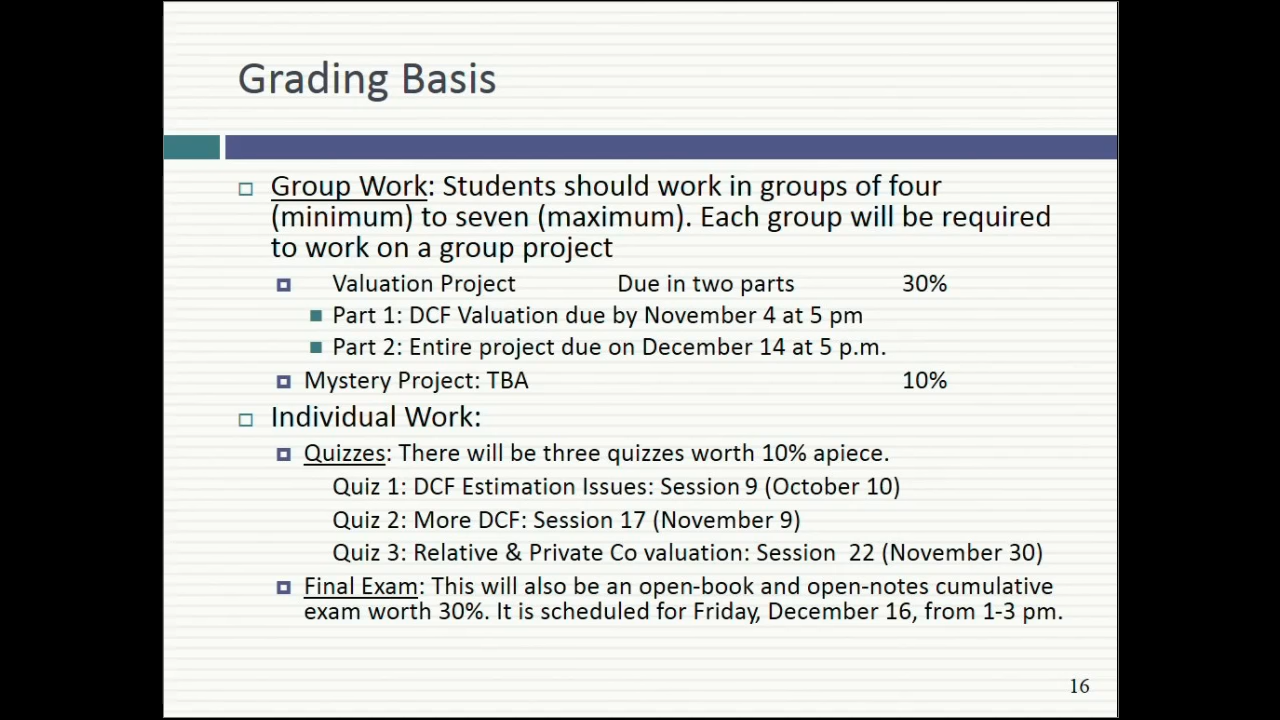 Grading Basis
Group Work: Students should work in groups of four
(minimum) to seven (maximum). Each group will be required
to work on a group project
Valuation Project Due in two parts 30%
Part 1: DCF Valuation due by November 4 at 5 pm
Part 2: Entire project due on December 14 at 5 p.m.
Mystery Project: TBA 10%
Individual Work:
Quizzes: There will be three quizzes worth 10% apiece.
Quiz 1: DCF Estimation Issues: Session 9 (October 10)
Quiz 2: More DCF: Session 17 (November 9)
Quiz 3: Relative & Private Co valuation: Session 22 (November 30)
Final Exam: This will also be an open-book and open-notes cumulative
exam worth 30%. It is scheduled for Friday, December 16, from 1-3 pm.
16